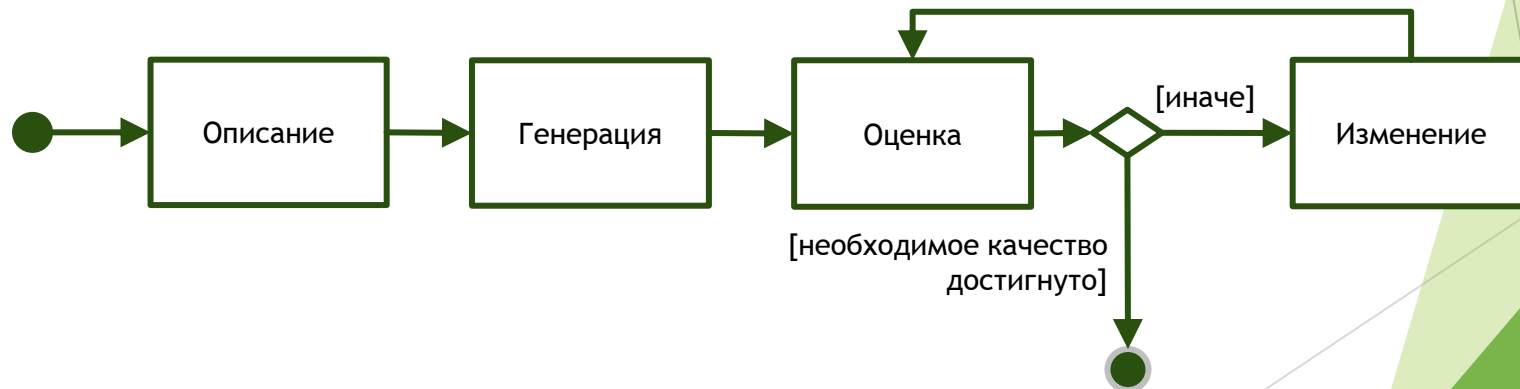 [иначе]
Описание
Генерация
Оценка
Изменение
[необходимое качество
достигнуто]